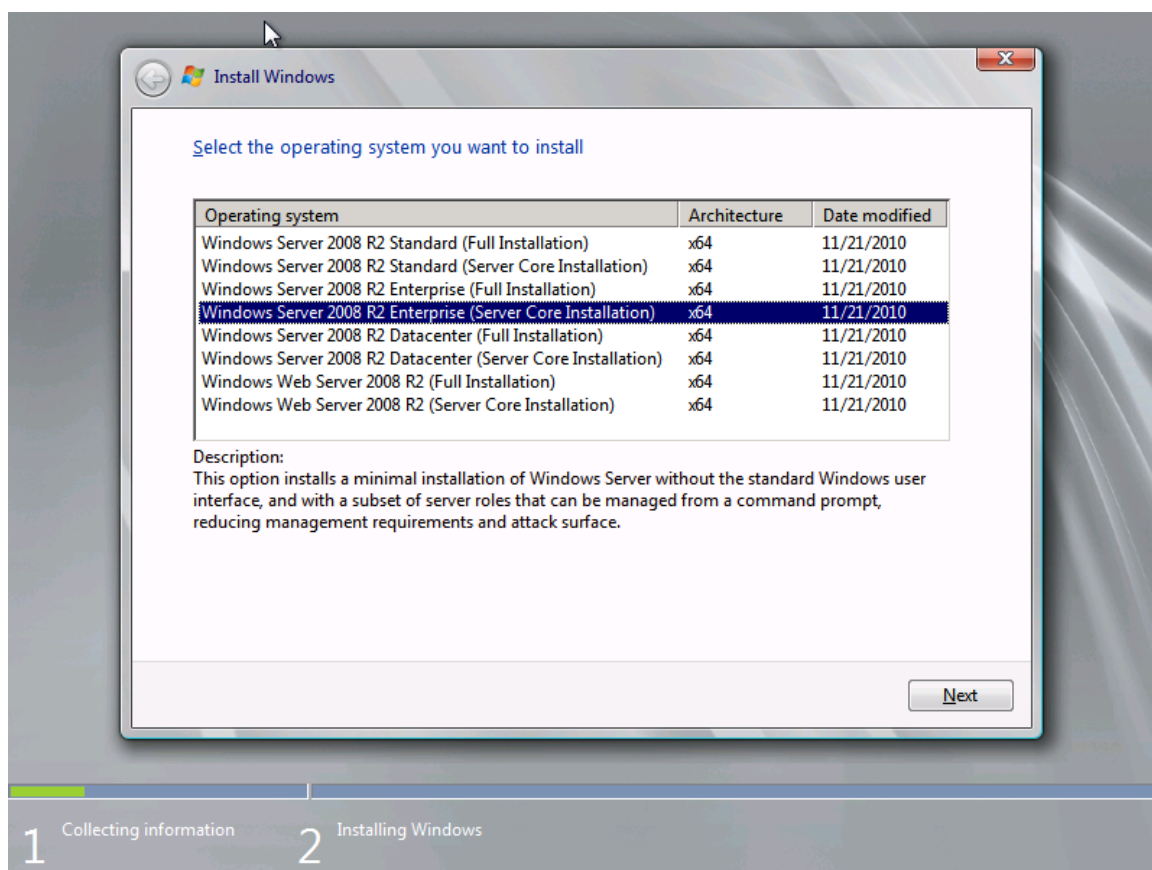 Install Windows
Select the operating system you want to install
Operating system Architecture Date modified
Windows Server 2008 R2 Standard (Full Installation) x64 11/21/2010
Windows Server 2008 R2 Standard (Server Core Installation) x64 11/21/2010
Windows Server 2008 R2 Enterprise (Full Installation) x64 11/21/2010
Windows Server 2008 R2 Enterprise (Server Core Installation) x64 11/21/2010
Windows Server 2008 R2 Datacenter (Full Installation) x64 11/21/2010
Windows Server 2008 R2 Datacenter (Server Core Installation) x64 11/21/2010
Windows Web Server 2008 R2 (Full Installation) x64 11/21/2010
Windows Web Server 2008 R2 (Server Core Installation) x64 11/21/2010
Description:
This option installs a minimal installation of Windows Server without the standard Windows user
interface, and with a subset of server roles that can be managed from a command prompt,
reducing management requirements and attack surface.
Next
1 Collecting information 2 Installing Windows